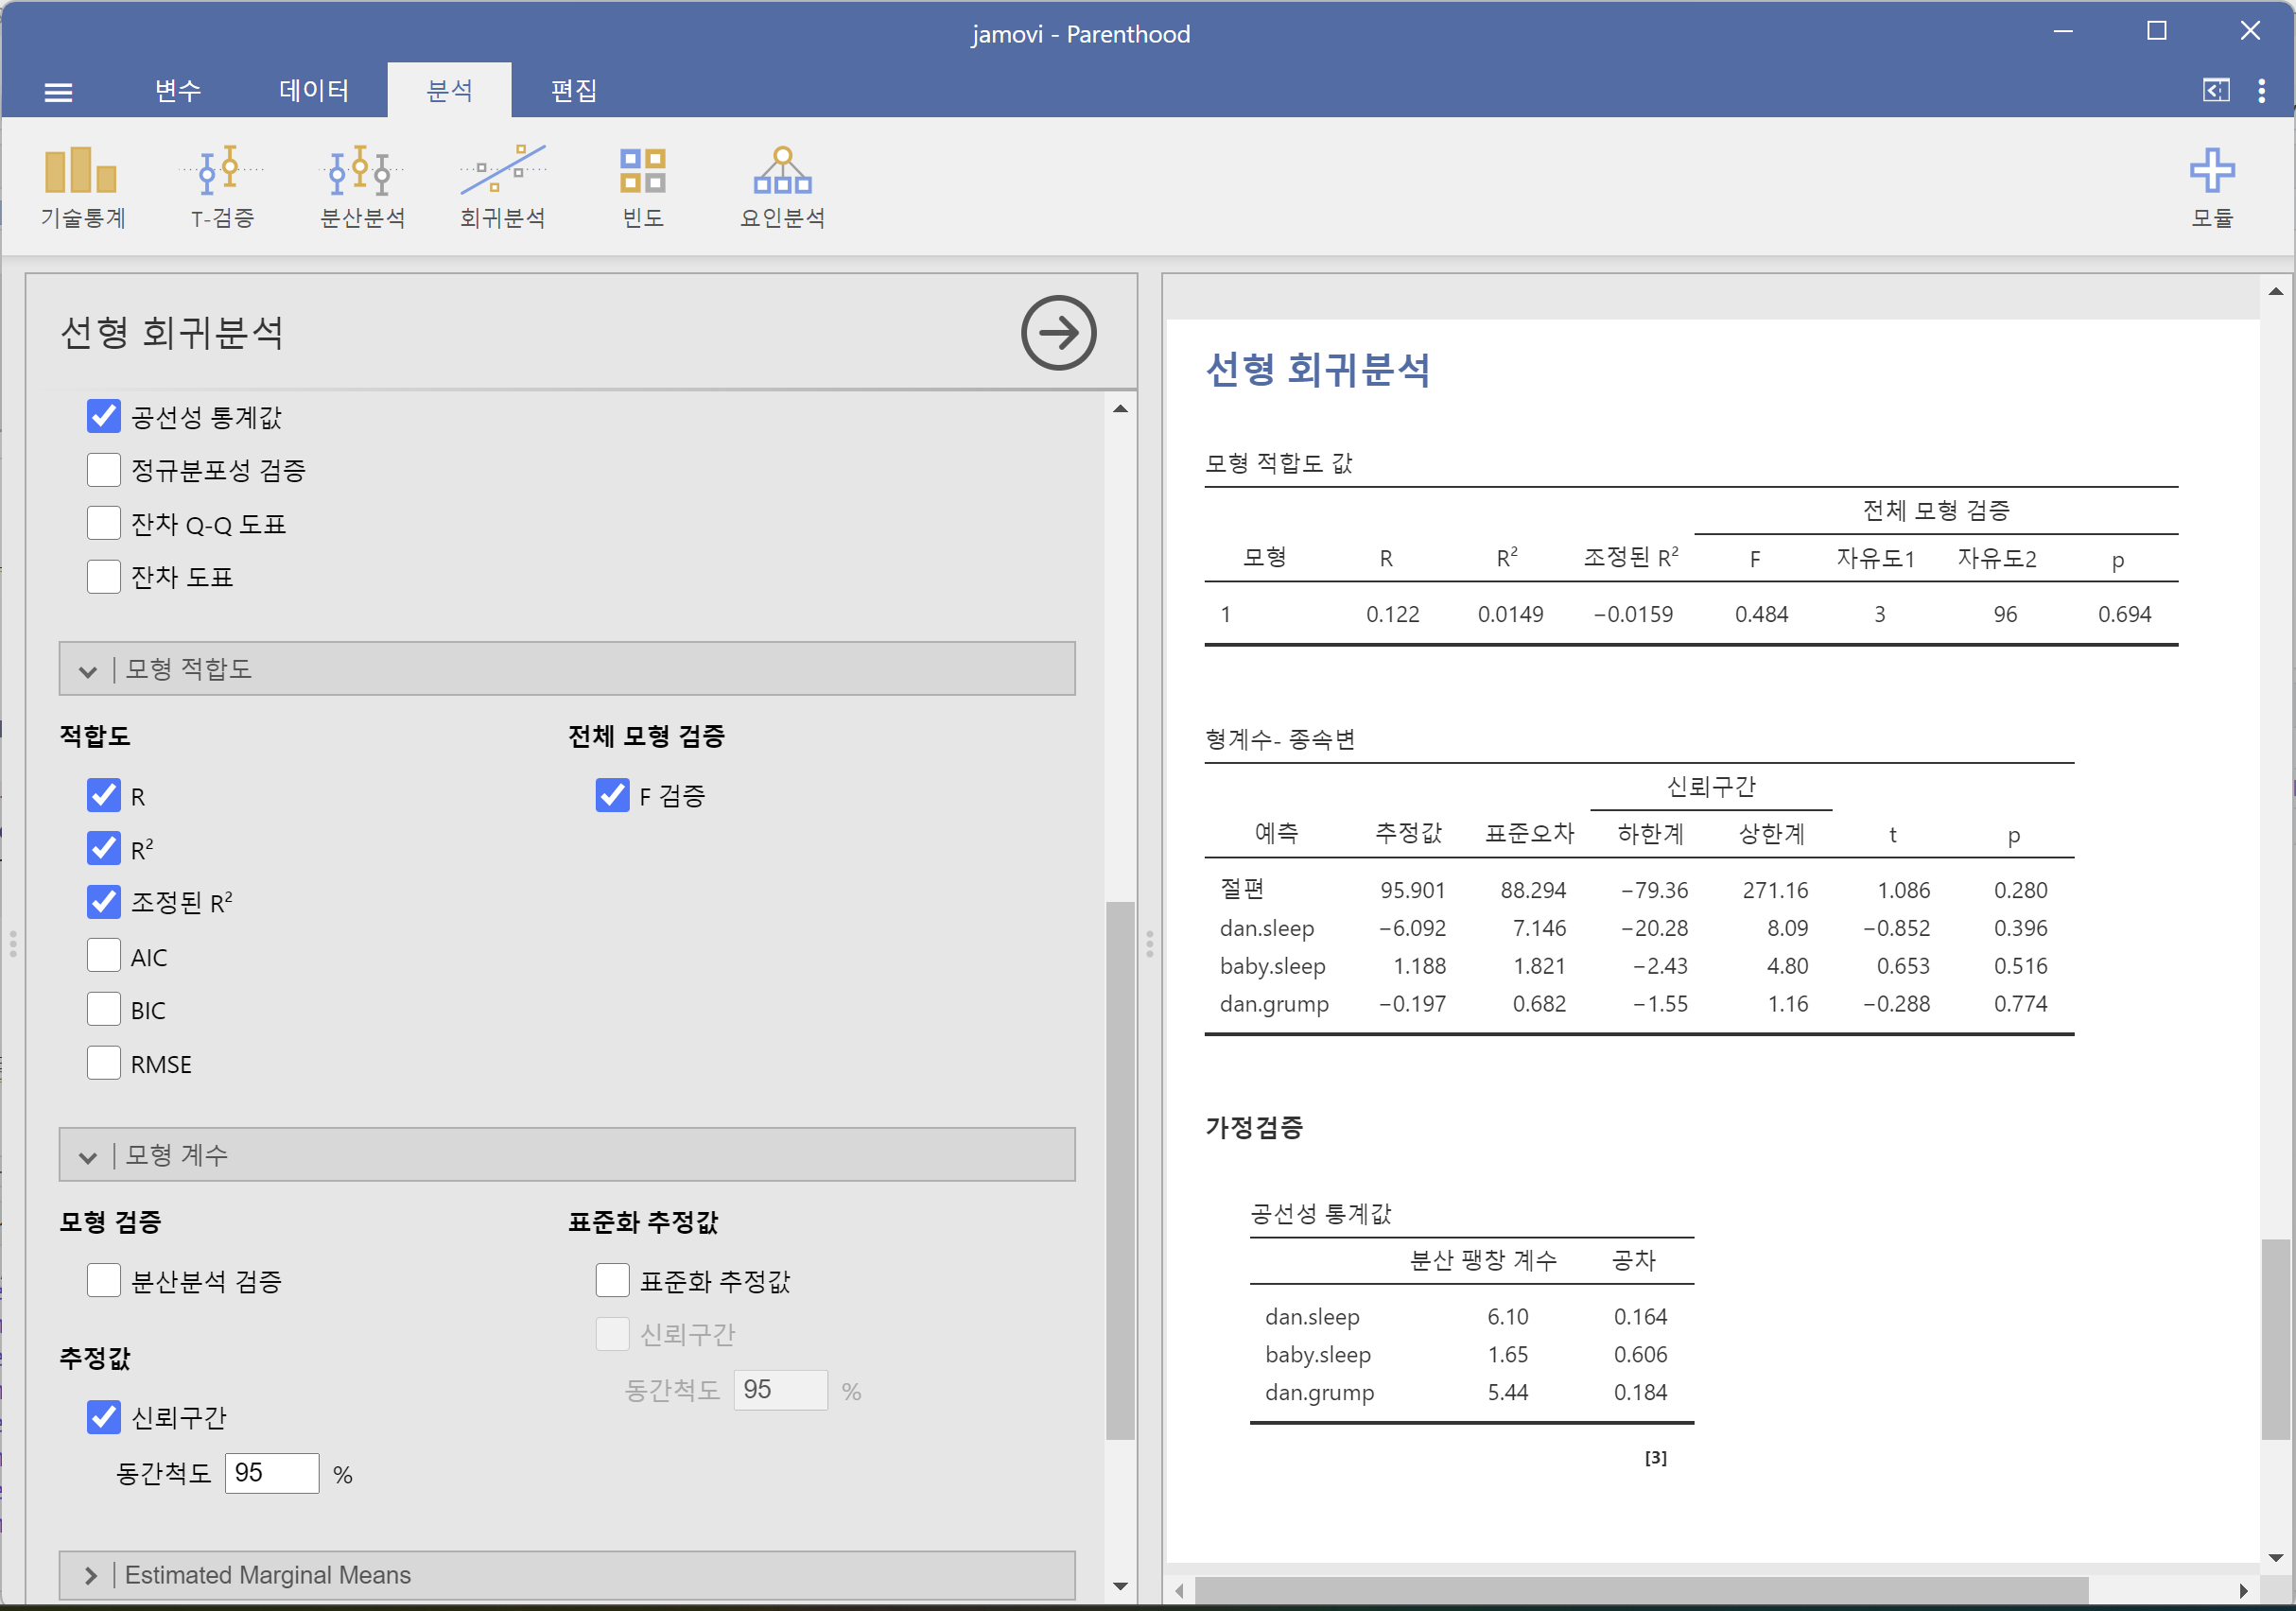 jamovi - Parenthood
변수 데이터 분석 편집
기술통계 T-검증 분산분석 회귀분석 빈도 요인분석 모듈
선형 회귀분석
공선성 통계값
정규분포성 검증
잔차 Q-Q 도표
잔차 도표
모형 적합도
적합도 전체 모형 검증
R F 검증
R²
조정된 R²
AIC
BIC
RMSE
모형 계수
모형 검증 표준화 추정값
분산분석 검증 표준화 추정값
신뢰구간
동간척도 95 %
추정값
신뢰구간
동간척도 95 %
Estimated Marginal Means
선형 회귀분석
모형 적합도 값
전체 모형 검증
모형 R R² 조정된 R² F 자유도1 자유도2 p
1 0.122 0.0149 −0.0159 0.484 3 96 0.694
형계수- 종속변
신뢰구간
예측 추정값 표준오차 하한계 상한계 t p
절편 95.901 88.294 −79.36 271.16 1.086 0.280
dan.sleep −6.092 7.146 −20.28 8.09 −0.852 0.396
baby.sleep 1.188 1.821 −2.43 4.80 0.653 0.516
dan.grump −0.197 0.682 −1.55 1.16 −0.288 0.774
가정검증
공선성 통계값
분산 팽창 계수 공차
dan.sleep 6.10 0.164
baby.sleep 1.65 0.606
dan.grump 5.44 0.184
[3]